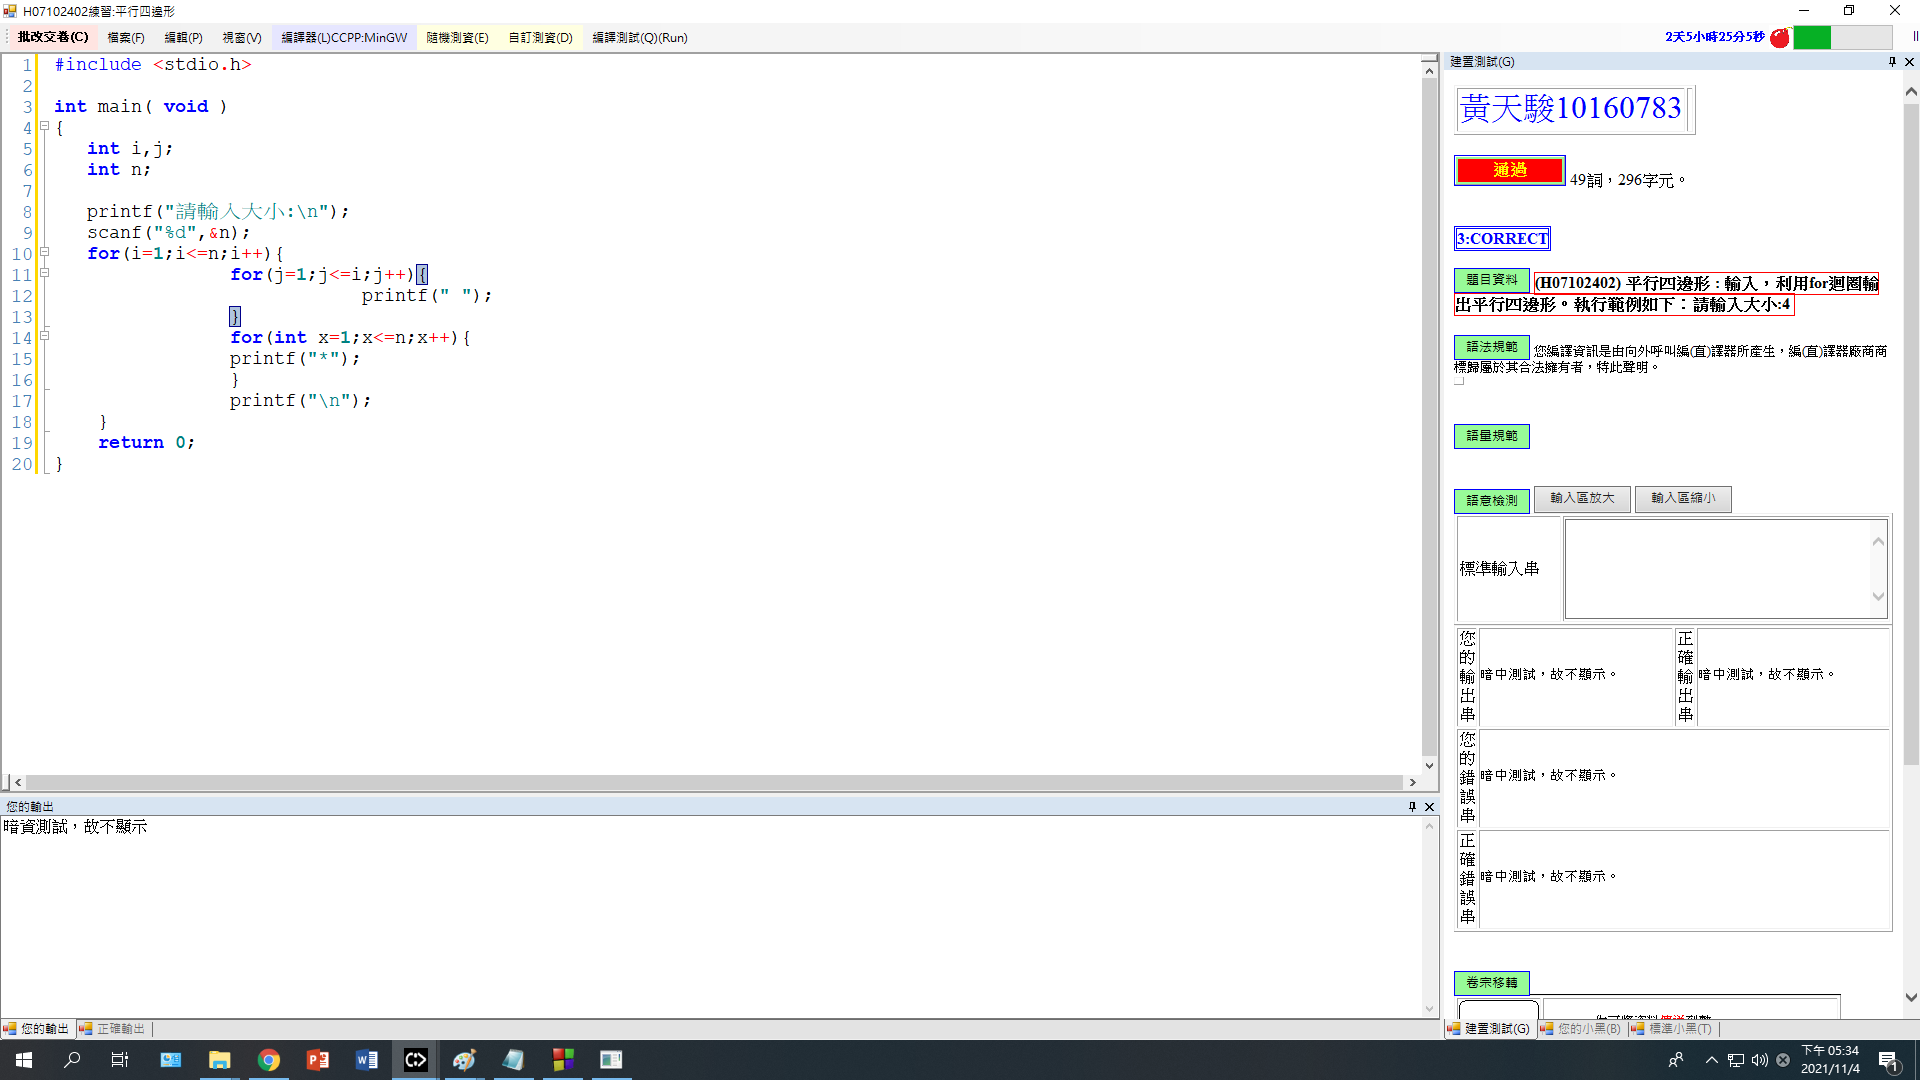 H07102402練習:平行四邊形
批改交卷(C) 檔案(F) 編輯(P) 視窗(V) 編譯器(L)CCPP:MinGW 隨機測資(E) 自訂測資(D) 編譯測試(Q)(Run) 2天5小時25分5秒
1 #include <stdio.h>
2
3 int main( void )
4 {
5 int i,j;
6 int n;
7
8 printf("請輸入大小:\n");
9 scanf("%d",&n);
10 for(i=1;i<=n;i++){
11 for(j=1;j<=i;j++){
12 printf(" ");
13 }
14 for(int x=1;x<=n;x++){
15 printf("*");
16 }
17 printf("\n");
18 }
19 return 0;
20 }
您的輸出
暗資測試，故不顯示
您的輸出 正確輸出
建置測試(G)
黃天駿10160783
通過 49詞，296字元。
3:CORRECT
題目資料 (H07102402) 平行四邊形 : 輸入，利用for迴圈輸
出平行四邊形。執行範例如下：請輸入大小:4
語法規範 您編譯資訊是由向外呼叫編(直)譯器所產生，編(直)譯器廠商商
標歸屬於其合法擁有者，特此聲明。
語量規範
語意檢測 輸入區放大 輸入區縮小
標準輸入串
您的輸出串 暗中測試，故不顯示。 正確輸出串 暗中測試，故不顯示。
您的錯誤串 暗中測試，故不顯示。
正確錯誤串 暗中測試，故不顯示。
卷宗移轉
建置測試(G) 您的小黑(B) 標準小黑(T)
下午 05:34
2021/11/4
1